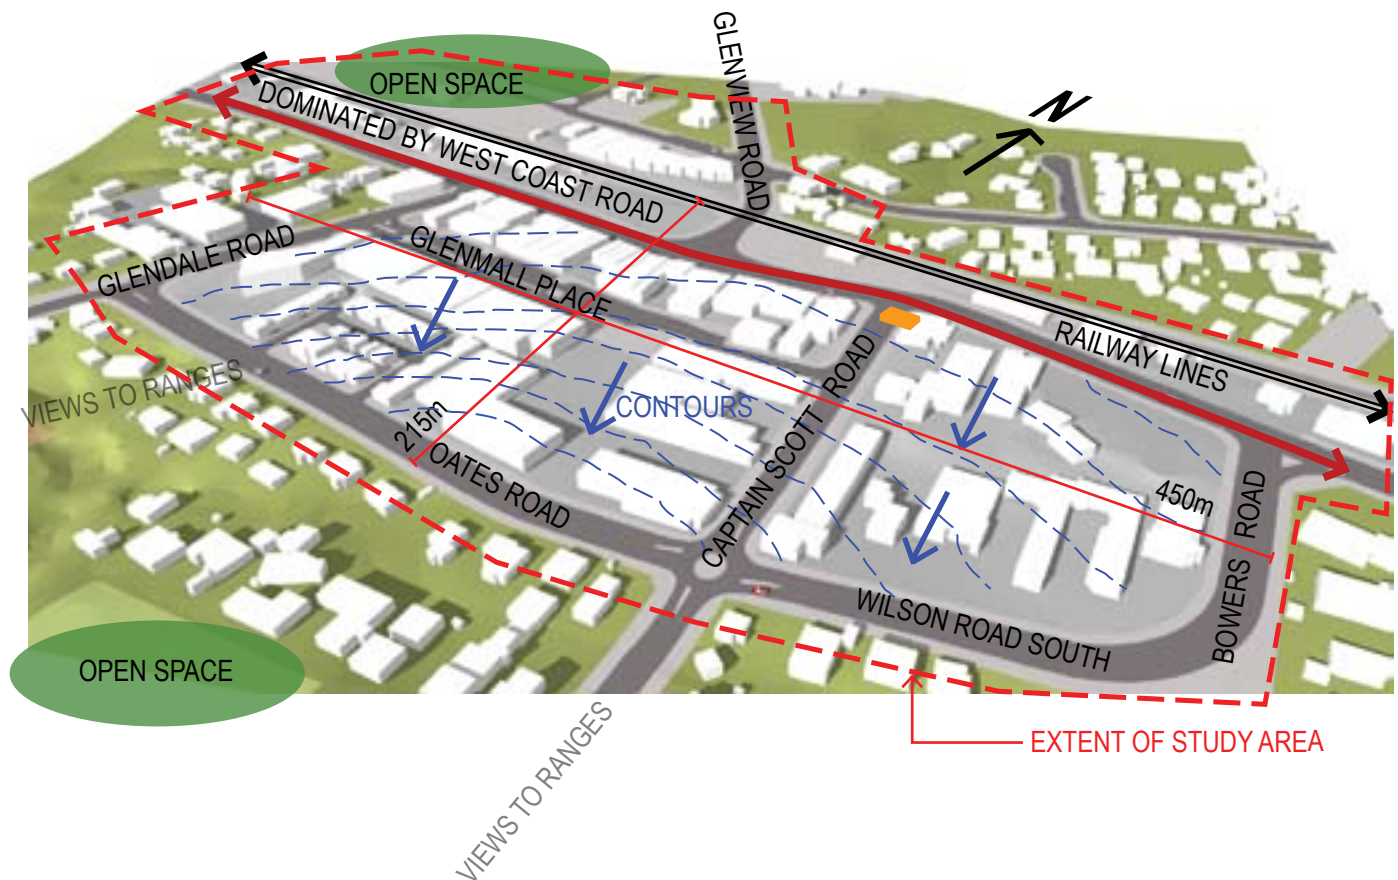 OPEN SPACE
GLENVIEW ROAD
N
DOMINATED BY WEST COAST ROAD
GLENDALE ROAD
GLENMALL PLACE
RAILWAY LINES
VIEWS TO RANGES
CONTOURS
CAPTAIN SCOTT ROAD
215m
OATES ROAD
450m
BOWERS ROAD
WILSON ROAD SOUTH
OPEN SPACE
EXTENT OF STUDY AREA
VIEWS TO RANGES